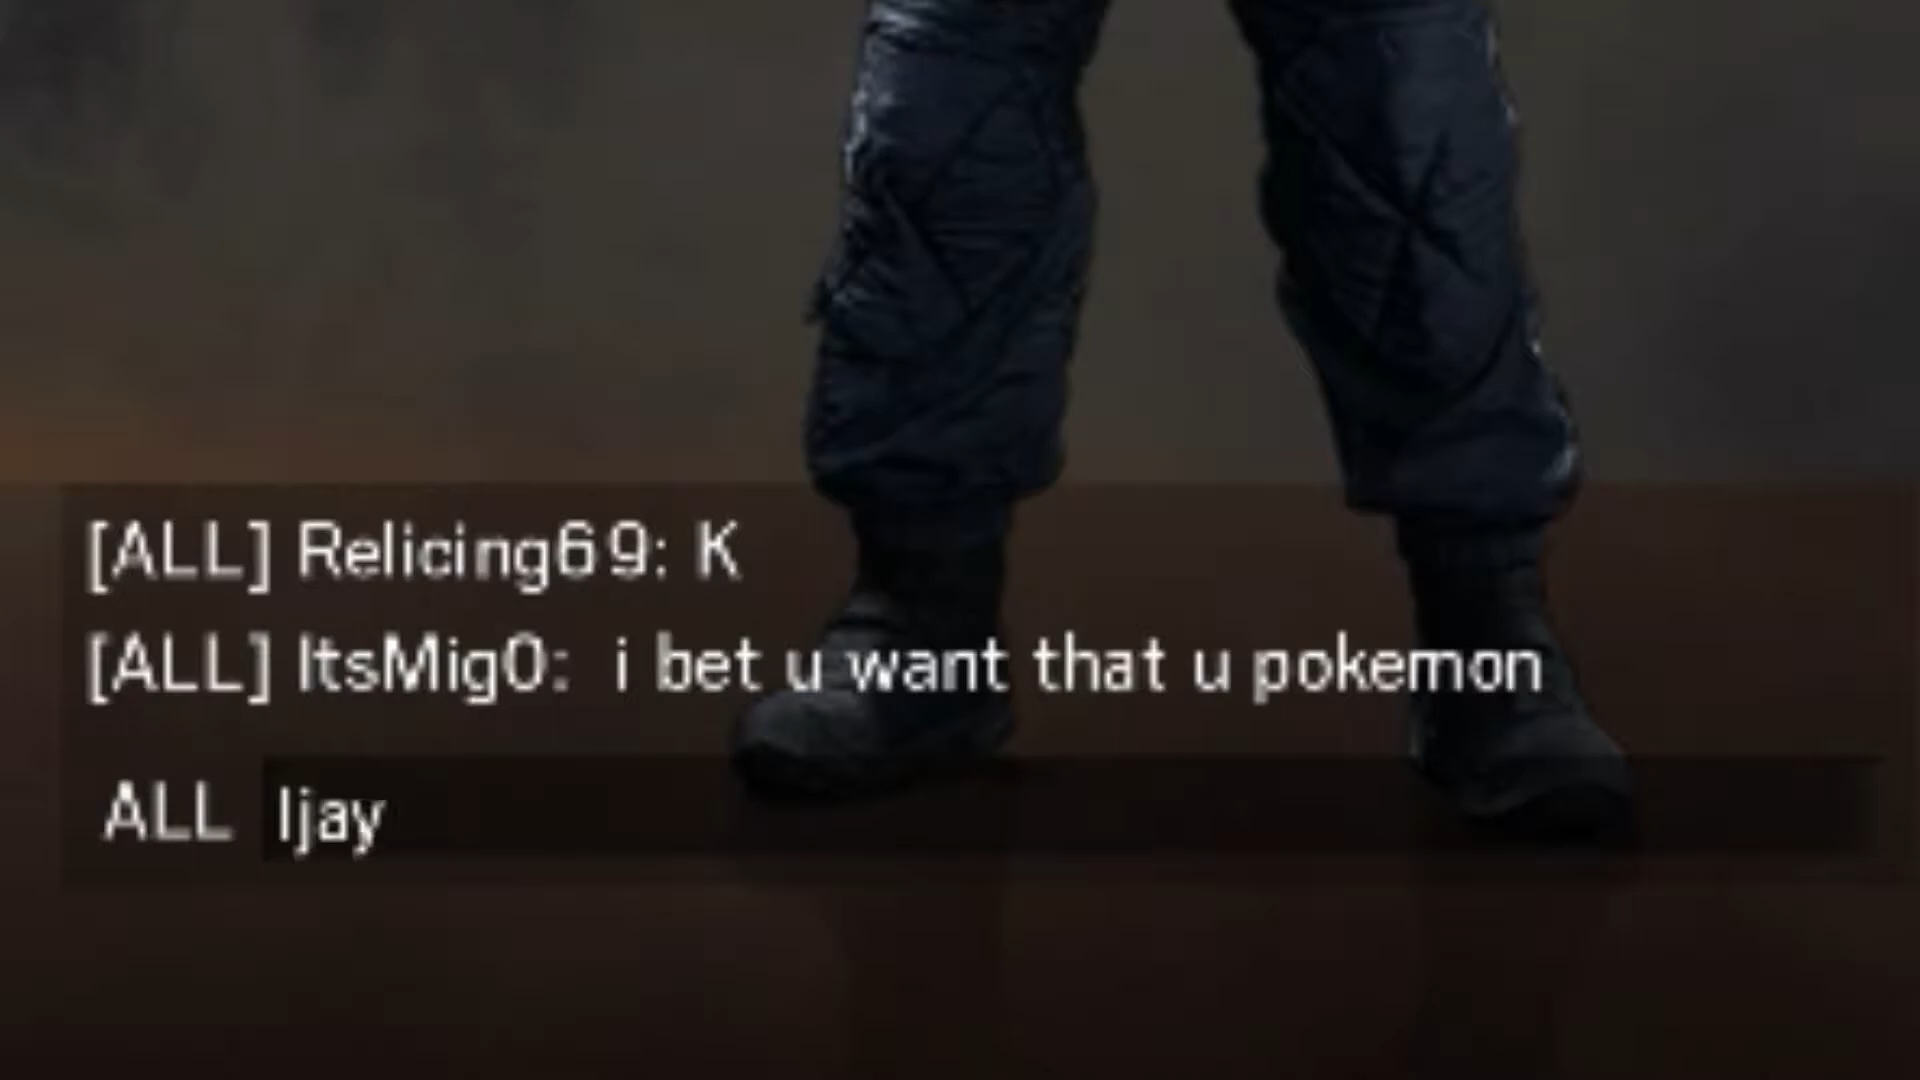 [ALL] Relicing69: K
[ALL] ItsMig0: i bet u want that u pokemon
ALL Ijay